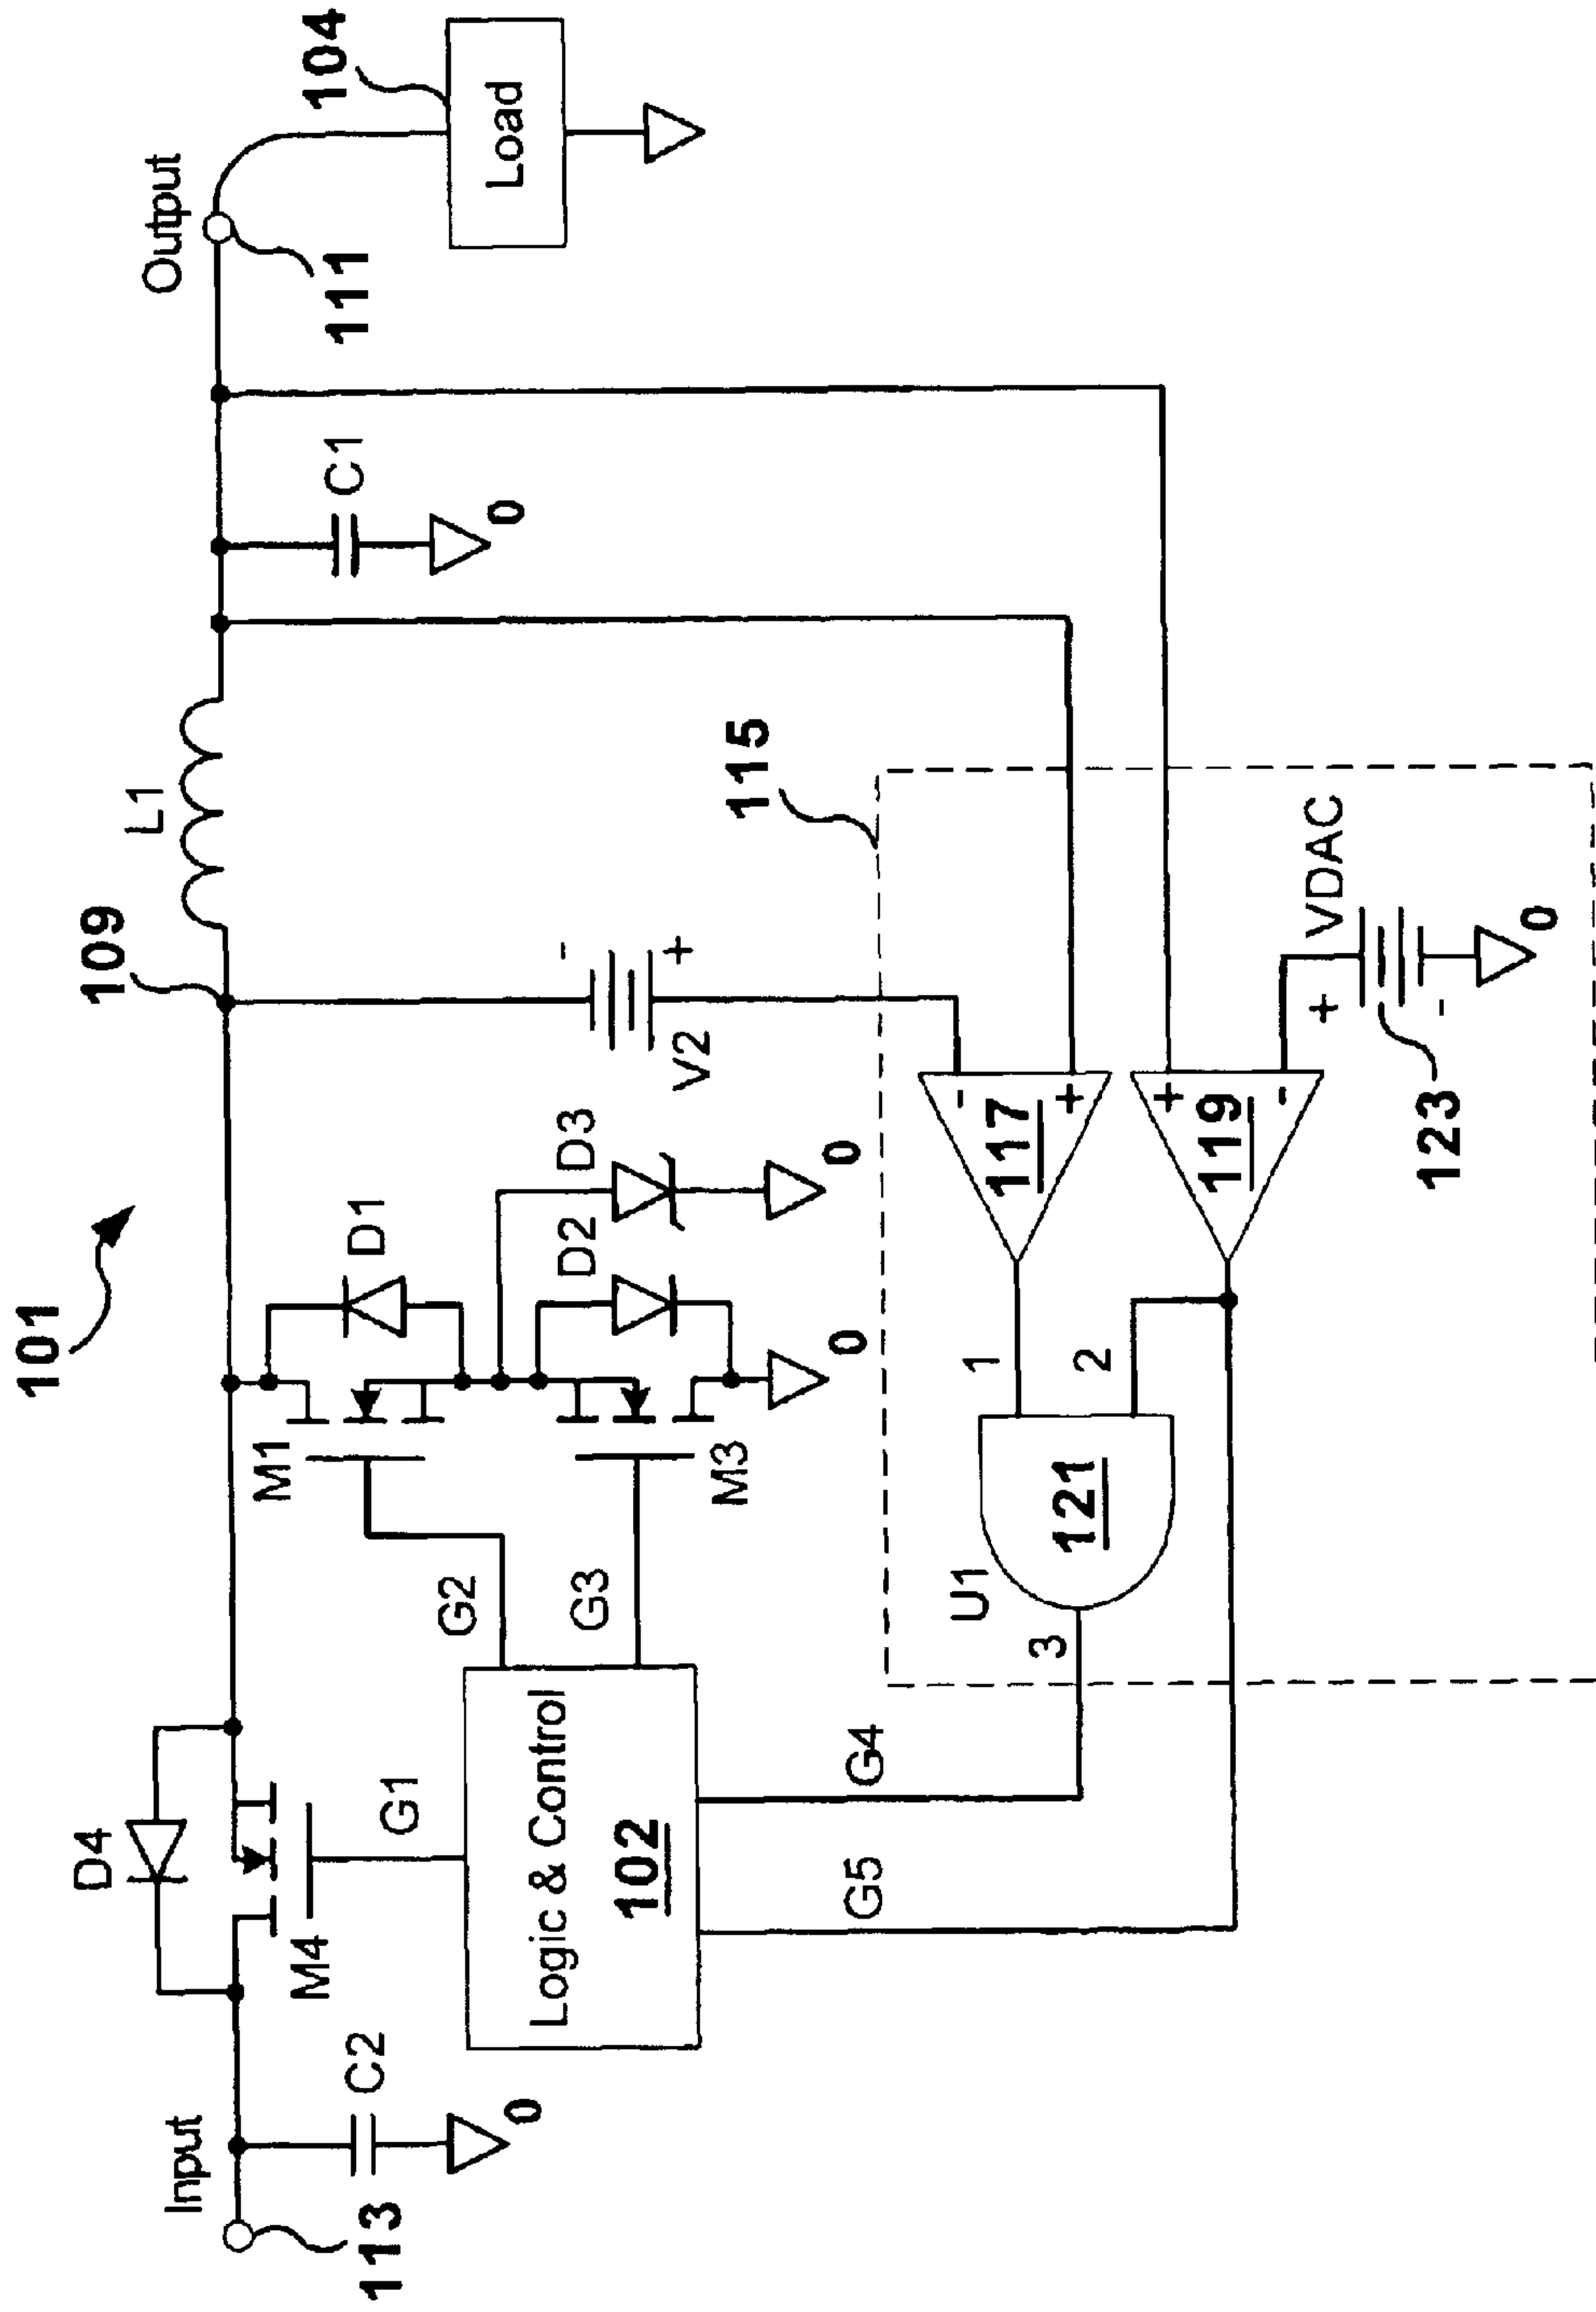 101
Input
113
C2
0
D4
M4
G1
Logic & Control
102
G2
G3
G4
G5
M1
D1
M3
D2
D3
0
0
109
L1
V2
-
+
115
C1
0
Output
111
104
Load
117
-
+
119
+
-
VDAC
+
-
123
0
U1
121
1
2
3